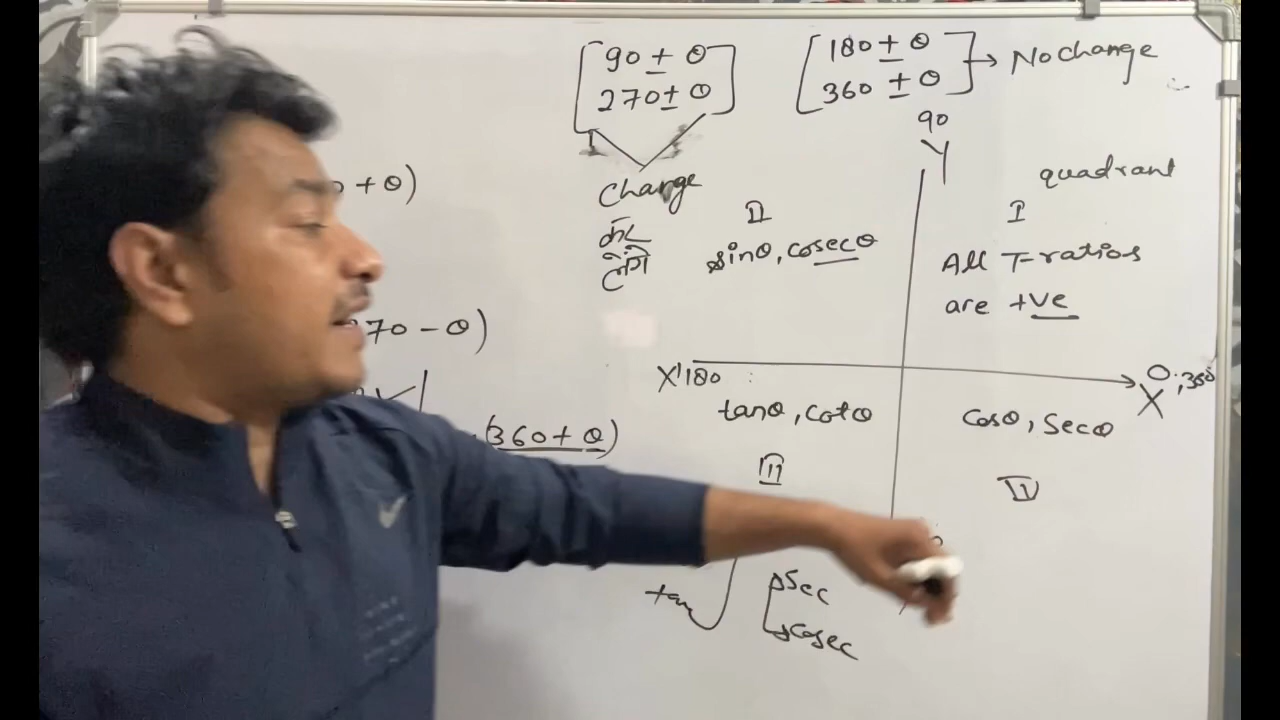 90 ± θ
270 ± θ
180 ± θ
360 ± θ → No change
90
Y
quadrant
+ θ)
Change
II
I
sinθ, cosecθ
All T-ratios
are +ve
70 - θ)
X' 180
0, 360
X
tanθ, cotθ
cosθ, secθ
(360 + θ)
III
IV
tan
sec
cosec